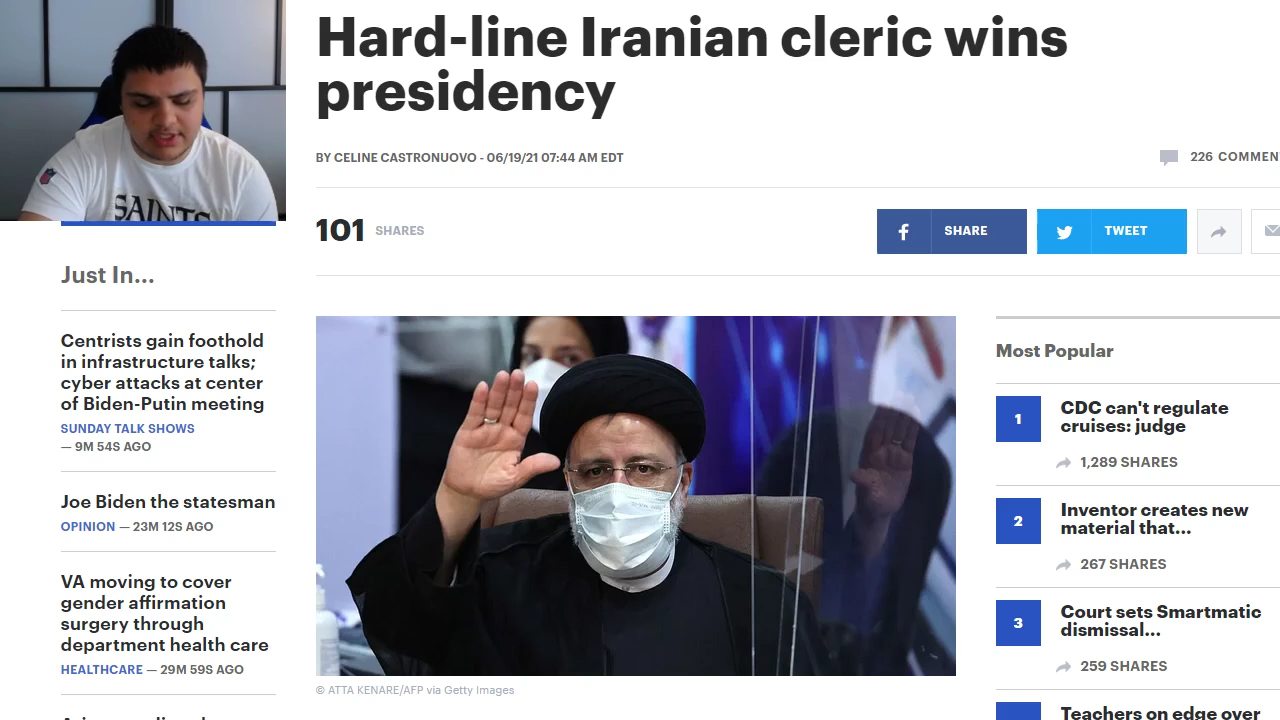 Hard-line Iranian cleric wins
presidency
BY CELINE CASTRONUOVO - 06/19/21 07:44 AM EDT
226 COMMEN
101 SHARES
SHARE
TWEET
SAINTS
Just In...
Centrists gain foothold
in infrastructure talks;
cyber attacks at center
of Biden-Putin meeting
SUNDAY TALK SHOWS
— 9M 54S AGO
Joe Biden the statesman
OPINION — 23M 12S AGO
VA moving to cover
gender affirmation
surgery through
department health care
HEALTHCARE — 29M 59S AGO
© ATTA KENARE/AFP via Getty Images
Most Popular
1
CDC can't regulate
cruises: judge
1,289 SHARES
2
Inventor creates new
material that...
267 SHARES
3
Court sets Smartmatic
dismissal...
259 SHARES
Teachers on edge over